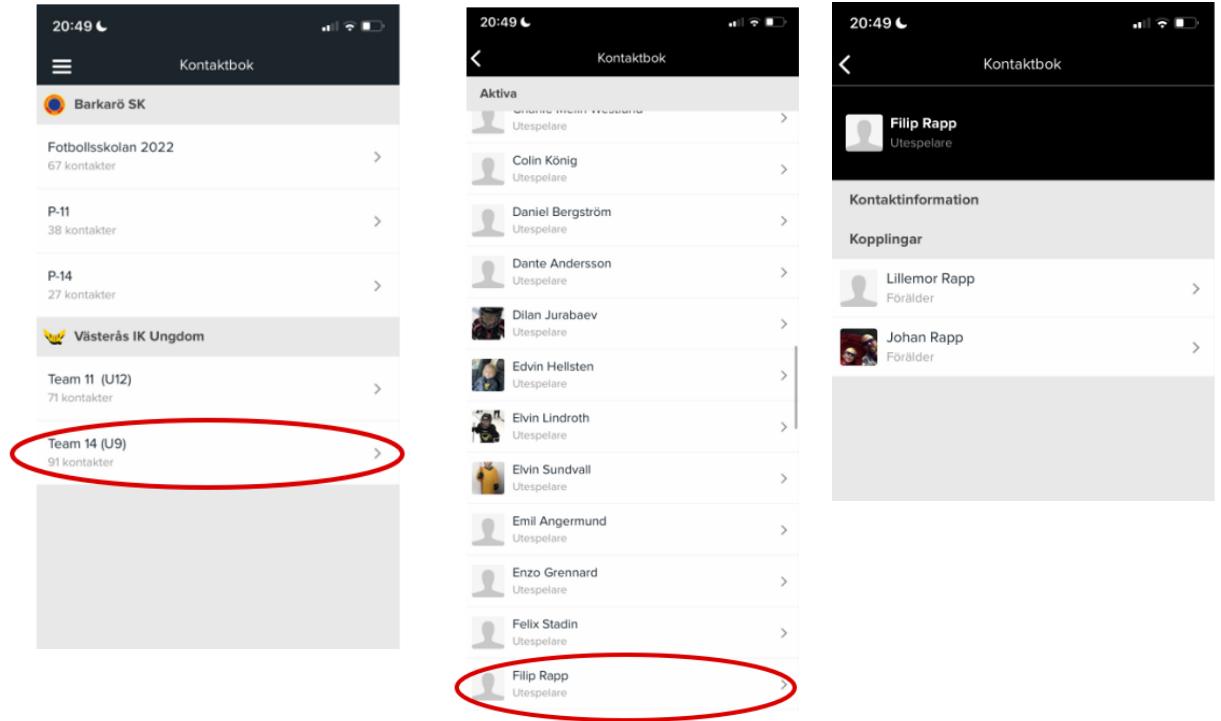 20:49
Kontaktbok
Barkarö SK
Fotbollsskolan 2022
67 kontakter
P-11
38 kontakter
P-14
27 kontakter
Västerås IK Ungdom
Team 11 (U12)
71 kontakter
Team 14 (U9)
91 kontakter
20:49
Kontaktbok
Aktiva
Utespelare
Colin König
Utespelare
Daniel Bergström
Utespelare
Dante Andersson
Utespelare
Dilan Jurabaev
Utespelare
Edvin Hellsten
Utespelare
Elvin Lindroth
Utespelare
Elvin Sundvall
Utespelare
Emil Angermund
Utespelare
Enzo Grennard
Utespelare
Felix Stadin
Utespelare
Filip Rapp
Utespelare
20:49
Kontaktbok
Filip Rapp
Utespelare
Kontaktinformation
Kopplingar
Lillemor Rapp
Förälder
Johan Rapp
Förälder